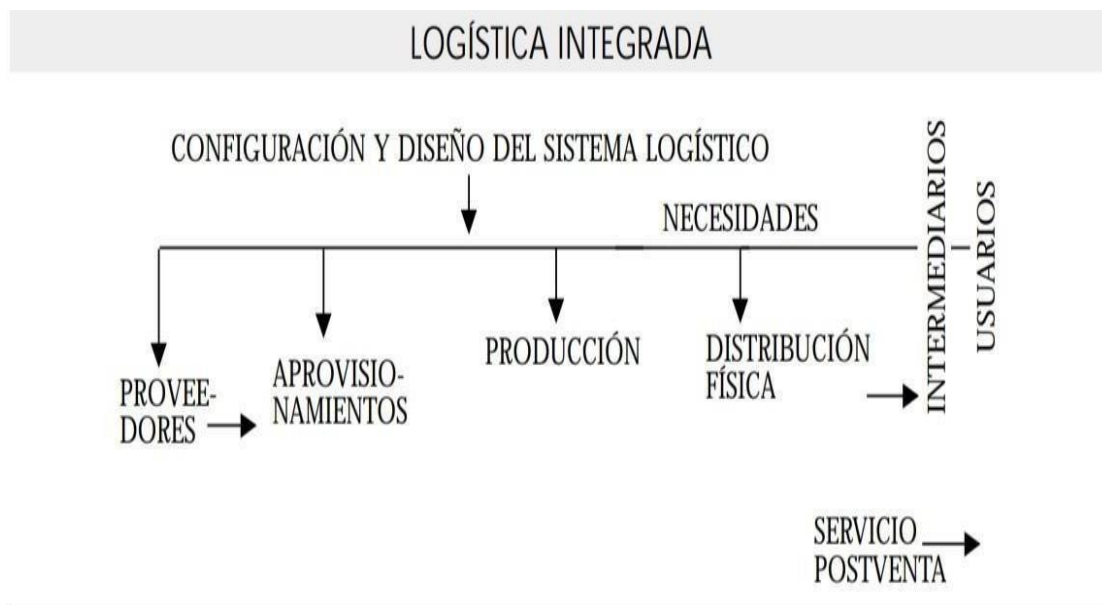 LOGÍSTICA INTEGRADA
CONFIGURACIÓN Y DISEÑO DEL SISTEMA LOGÍSTICO
NECESIDADES
INTERMEDIARIOS
USUARIOS
PROVEE-
DORES
APROVISIO-
NAMIENTOS
PRODUCCIÓN
DISTRIBUCIÓN
FÍSICA
SERVICIO
POSTVENTA